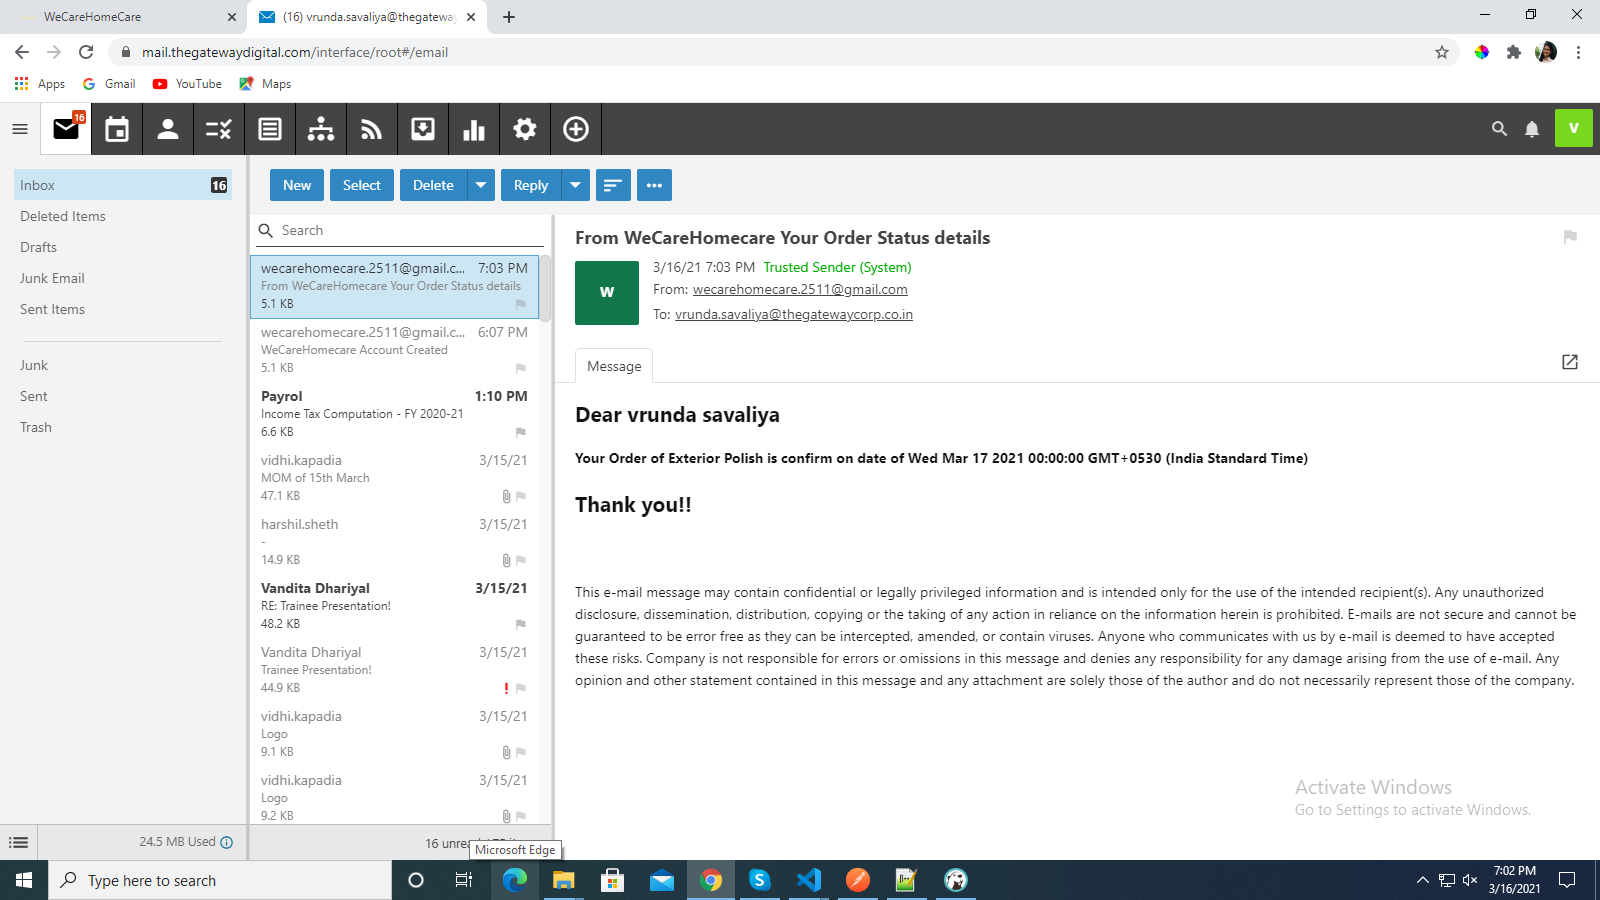 WeCareHomeCare
(16) vrunda.savaliya@thegateway
mail.thegatewaydigital.com/interface/root#/email
Apps Gmail YouTube Maps
16
V
New Select Delete Reply
Inbox 16
Deleted Items
Drafts
Junk Email
Sent Items
Junk
Sent
Trash
24.5 MB Used
Search
wecarehomecare.2511@gmail.c... 7:03 PM
From WeCareHomecare Your Order Status details
5.1 KB
wecarehomecare.2511@gmail.c... 6:07 PM
WeCareHomecare Account Created
5.1 KB
Payrol 1:10 PM
Income Tax Computation - FY 2020-21
6.6 KB
vidhi.kapadia 3/15/21
MOM of 15th March
47.1 KB
harshil.sheth 3/15/21
-
14.9 KB
Vandita Dhariyal 3/15/21
RE: Trainee Presentation!
48.2 KB
Vandita Dhariyal 3/15/21
Trainee Presentation!
44.9 KB
vidhi.kapadia 3/15/21
Logo
9.1 KB
vidhi.kapadia 3/15/21
Logo
9.2 KB
16
Microsoft Edge
From WeCareHomecare Your Order Status details
w
3/16/21 7:03 PM Trusted Sender (System)
From: wecarehomecare.2511@gmail.com
To: vrunda.savaliya@thegatewaycorp.co.in
Message
Dear vrunda savaliya
Your Order of Exterior Polish is confirm on date of Wed Mar 17 2021 00:00:00 GMT+0530 (India Standard Time)
Thank you!!
This e-mail message may contain confidential or legally privileged information and is intended only for the use of the intended recipient(s). Any unauthorized
disclosure, dissemination, distribution, copying or the taking of any action in reliance on the information herein is prohibited. E-mails are not secure and cannot be
guaranteed to be error free as they can be intercepted, amended, or contain viruses. Anyone who communicates with us by e-mail is deemed to have accepted
these risks. Company is not responsible for errors or omissions in this message and denies any responsibility for any damage arising from the use of e-mail. Any
opinion and other statement contained in this message and any attachment are solely those of the author and do not necessarily represent those of the company.
Activate Windows
Go to Settings to activate Windows.
Type here to search
7:02 PM
3/16/2021